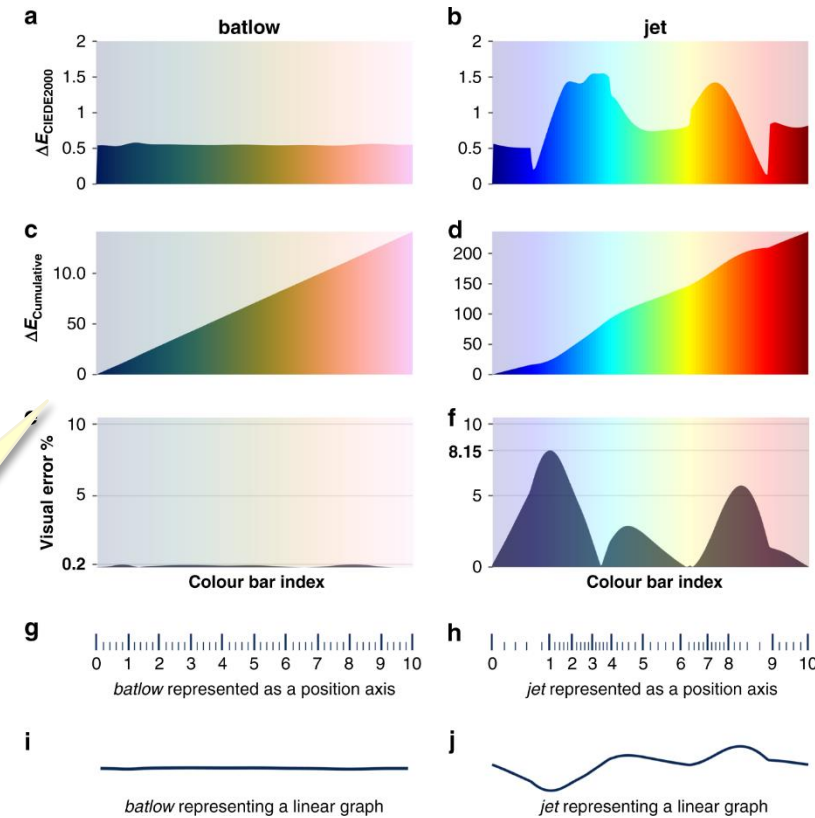 a
batlow
b
jet
2
1.5
1
0.5
0
ΔE_CIEDE2000
2
1.5
1
0.5
0
c
10.0
50
0
ΔE_Cumulative
d
200
150
100
50
0
10
5
0.2
Visual error %
Colour bar index
f
10
8.15
5
0
Colour bar index
g
0 1 2 3 4 5 6 7 8 9 10
batlow represented as a position axis
h
0 1 2 3 4 5 6 7 8 9 10
jet represented as a position axis
i
batlow representing a linear graph
j
jet representing a linear graph